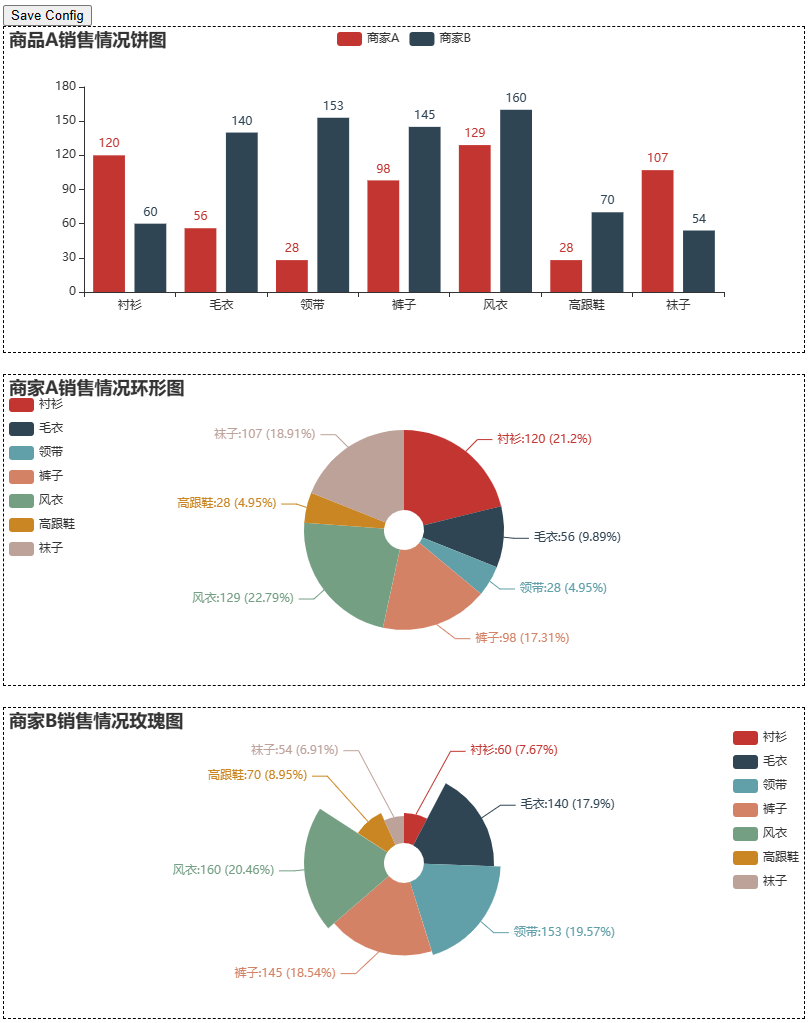 Save Config
商品A销售情况饼图
商家A 商家B
180
150
120
90
60
30
0
120 60 56 140 28 153 98 145 129 160 28 70 107 54
衬衫 毛衣 领带 裤子 风衣 高跟鞋 袜子
商家A销售情况环形图
衬衫
毛衣
领带
裤子
风衣
高跟鞋
袜子
袜子:107 (18.91%)
衬衫:120 (21.2%)
高跟鞋:28 (4.95%)
毛衣:56 (9.89%)
领带:28 (4.95%)
风衣:129 (22.79%)
裤子:98 (17.31%)
商家B销售情况玫瑰图
衬衫
毛衣
领带
裤子
风衣
高跟鞋
袜子
袜子:54 (6.91%)
衬衫:60 (7.67%)
高跟鞋:70 (8.95%)
毛衣:140 (17.9%)
风衣:160 (20.46%)
领带:153 (19.57%)
裤子:145 (18.54%)